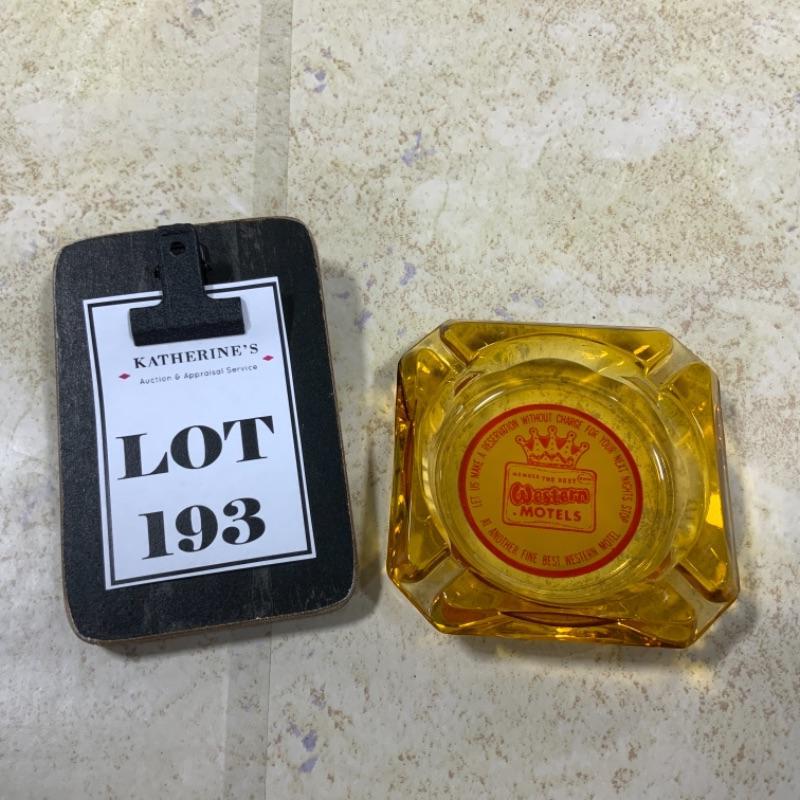 KATHERINE'S
Auction & Appraisal Service
LOT
193
LET US MAKE A RESERVATION WITHOUT CHARGE FOR YOUR NEXT NIGHTS STOP
MEMBER THE BEST
Western
MOTELS
AT ANOTHER FINE BEST WESTERN MOTEL